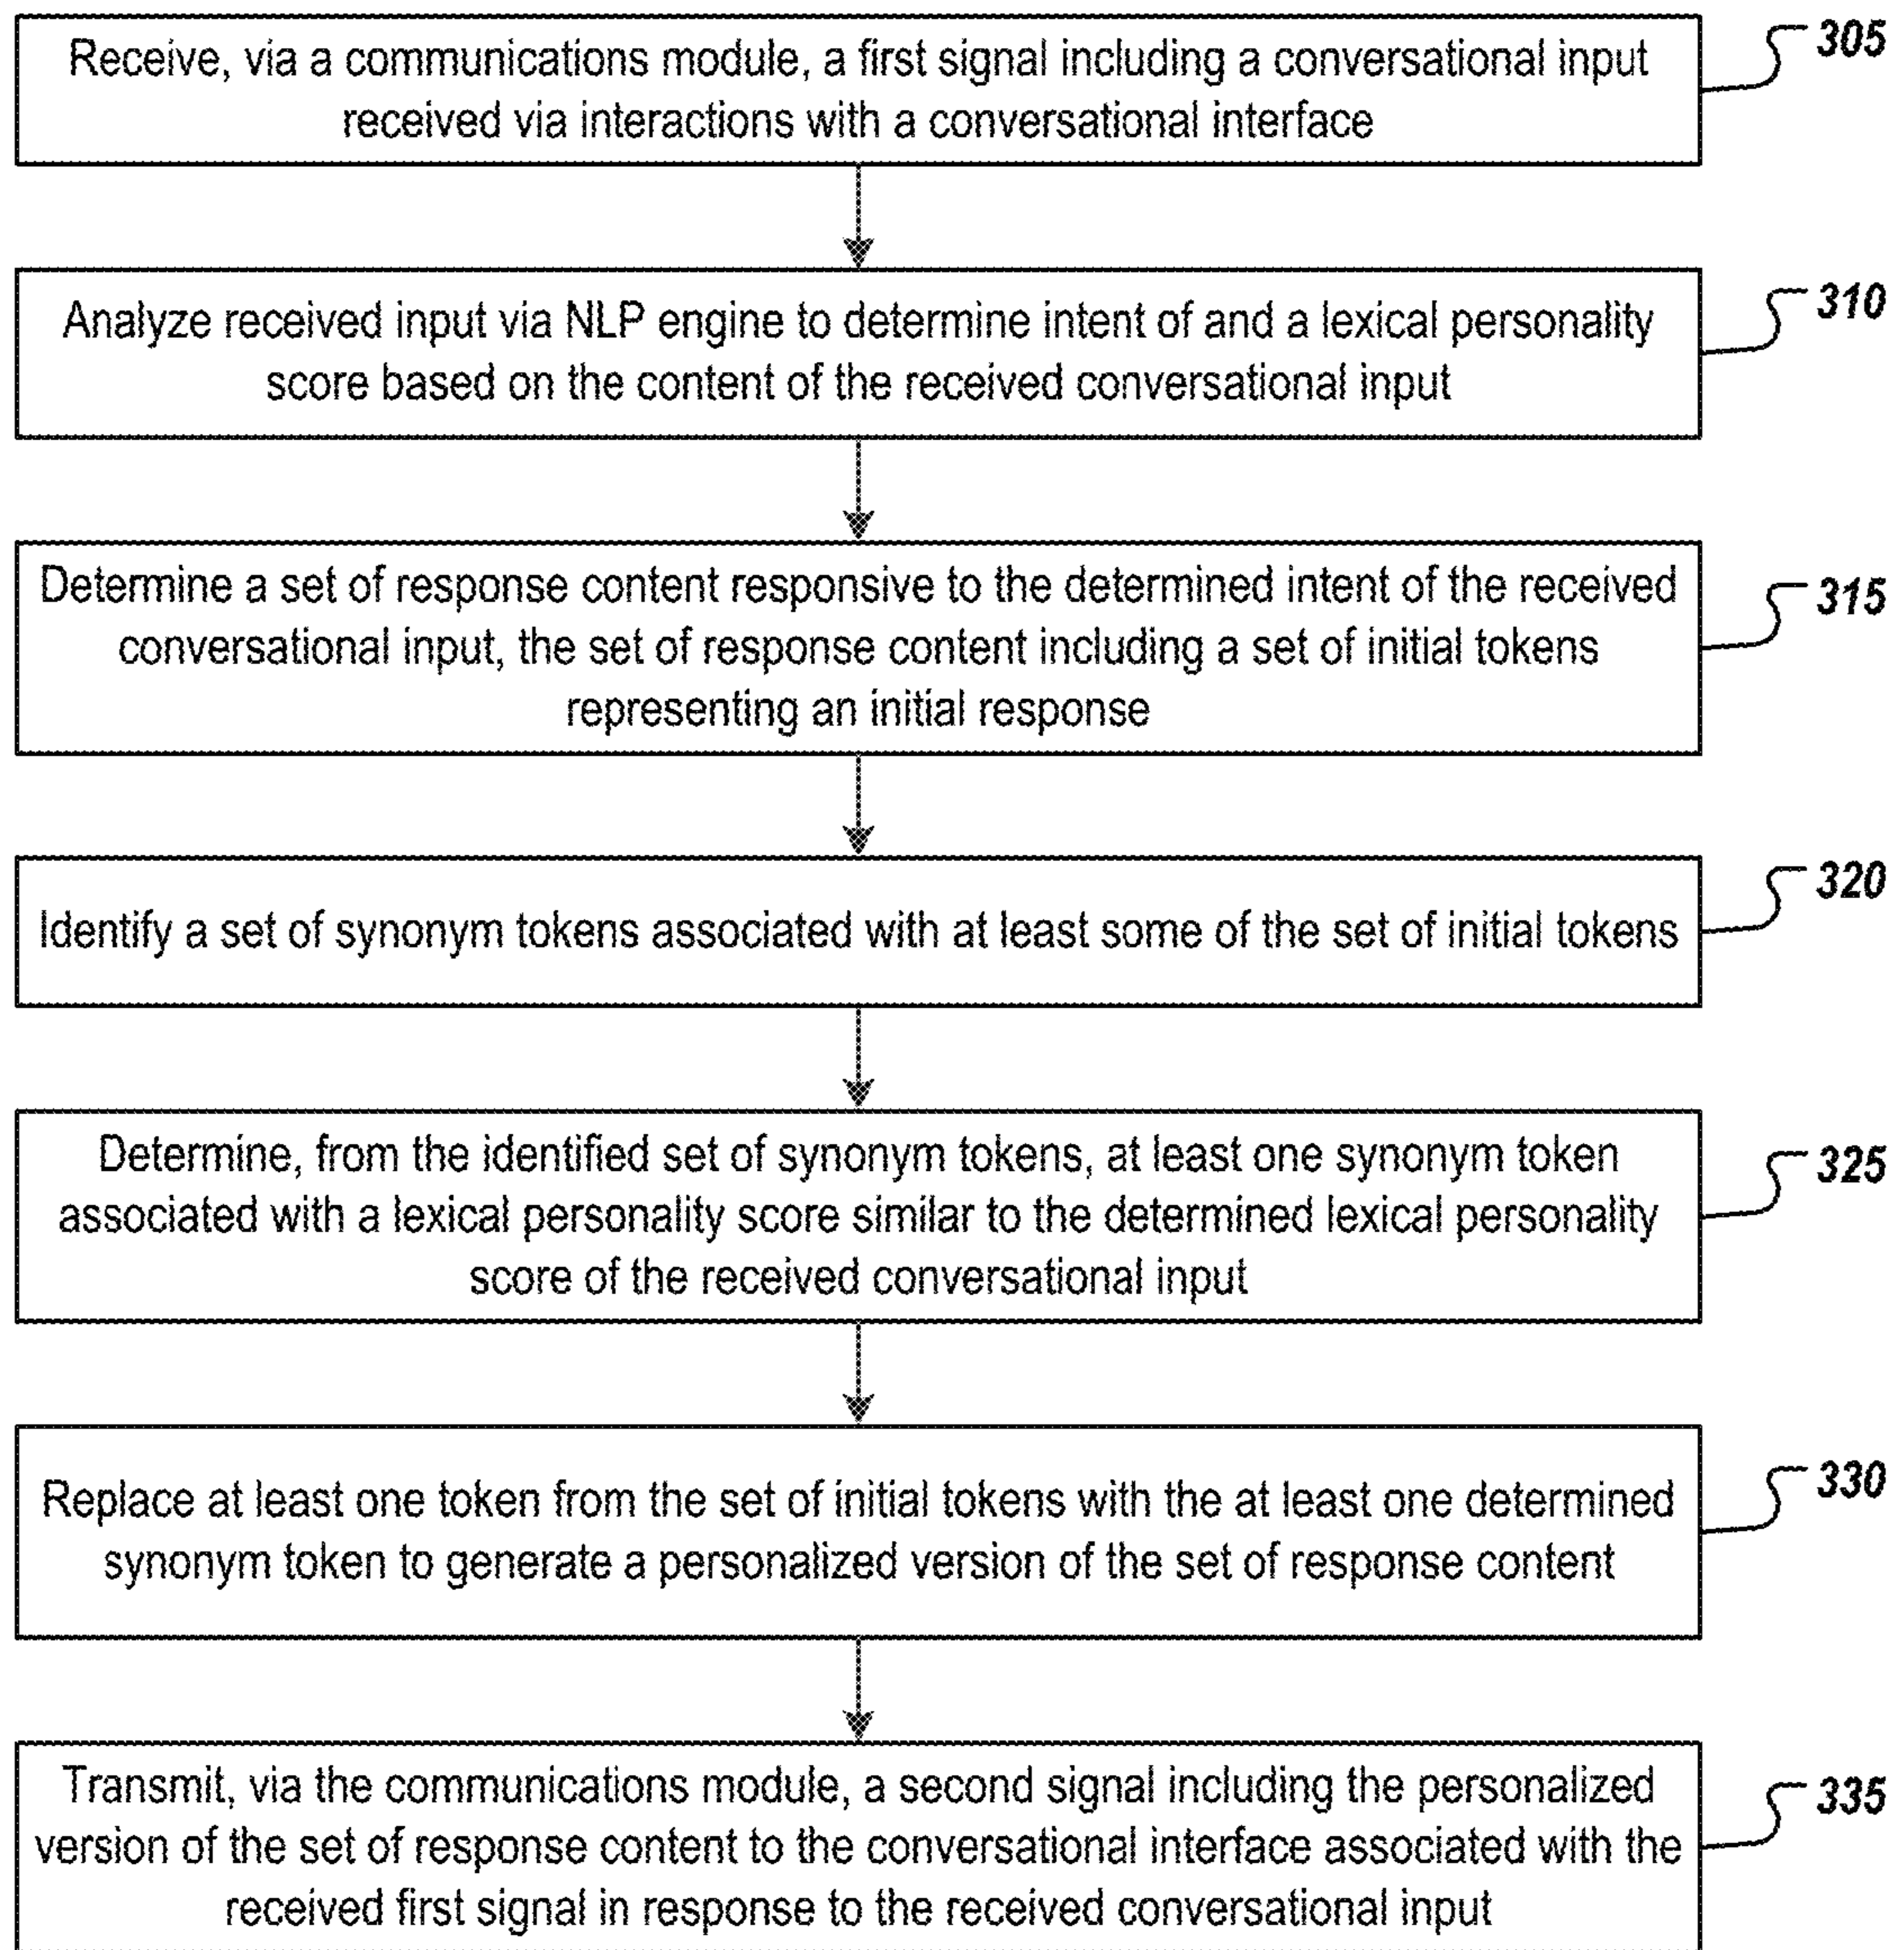 Receive, via a communications module, a first signal including a conversational input
received via interactions with a conversational interface
305
Analyze received input via NLP engine to determine intent of and a lexical personality
score based on the content of the received conversational input
310
Determine a set of response content responsive to the determined intent of the received
conversational input, the set of response content including a set of initial tokens
representing an initial response
315
Identify a set of synonym tokens associated with at least some of the set of initial tokens
320
Determine, from the identified set of synonym tokens, at least one synonym token
associated with a lexical personality score similar to the determined lexical personality
score of the received conversational input
325
Replace at least one token from the set of initial tokens with the at least one determined
synonym token to generate a personalized version of the set of response content
330
Transmit, via the communications module, a second signal including the personalized
version of the set of response content to the conversational interface associated with the
received first signal in response to the received conversational input
335